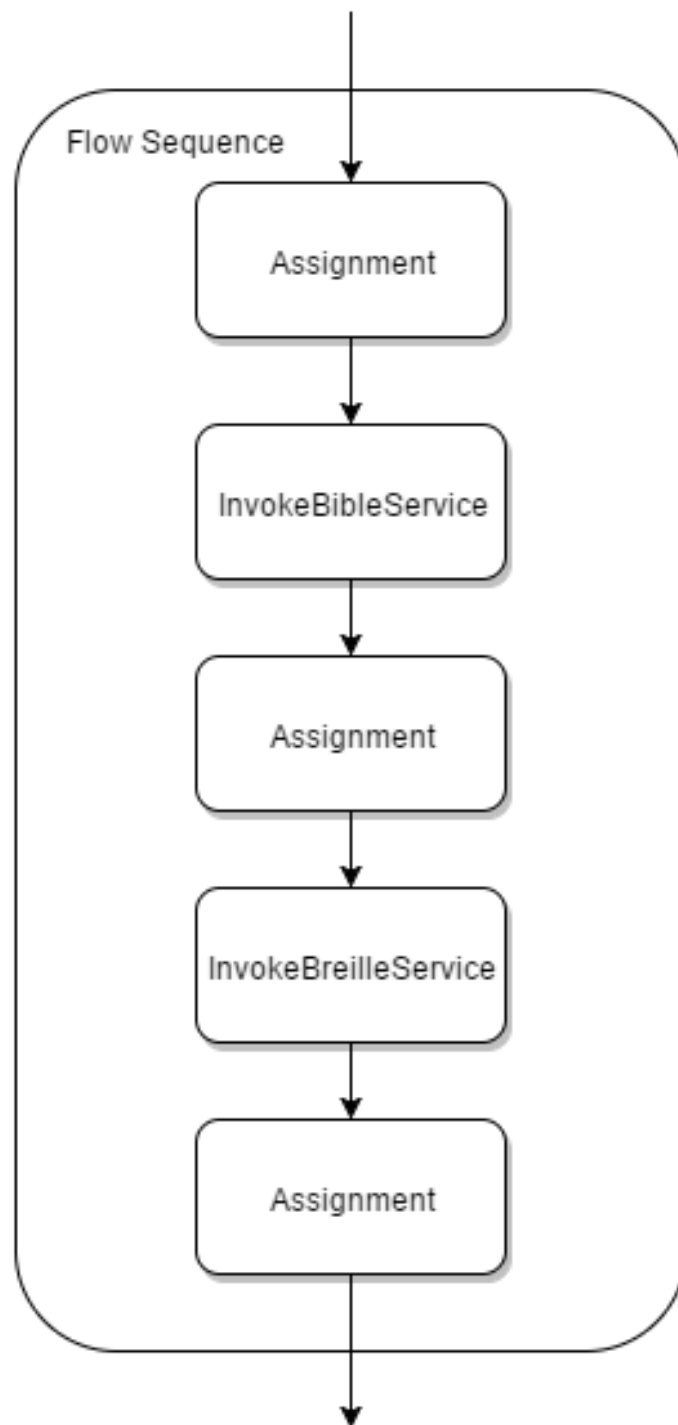 Flow Sequence
Assignment
InvokeBibleService
Assignment
InvokeBreilleService
Assignment